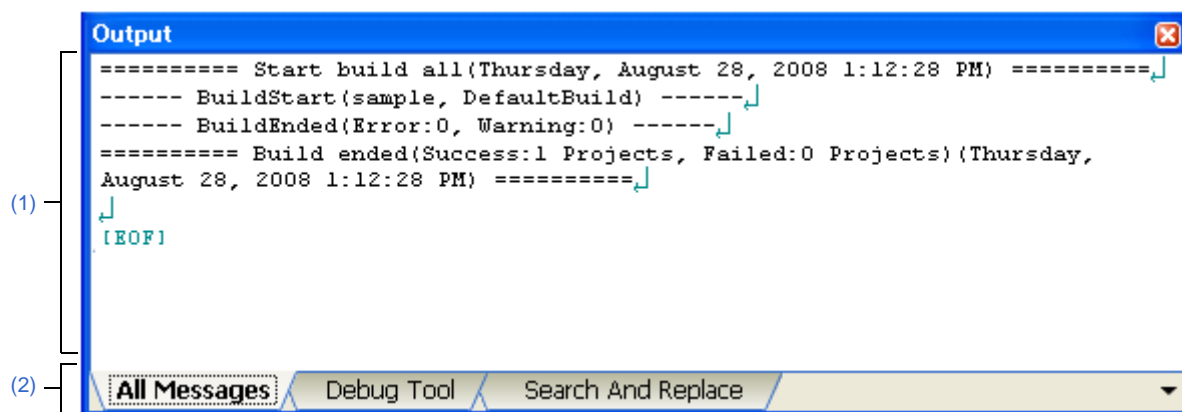 Output
========== Start build all(Thursday, August 28, 2008 1:12:28 PM) ==========
------ BuildStart(sample, DefaultBuild) ------
------ BuildEnded(Error:0, Warning:0) ------
========== Build ended(Success:1 Projects, Failed:0 Projects)(Thursday,
August 28, 2008 1:12:28 PM) ==========
[EOF]
(1)
(2)
All Messages Debug Tool Search And Replace